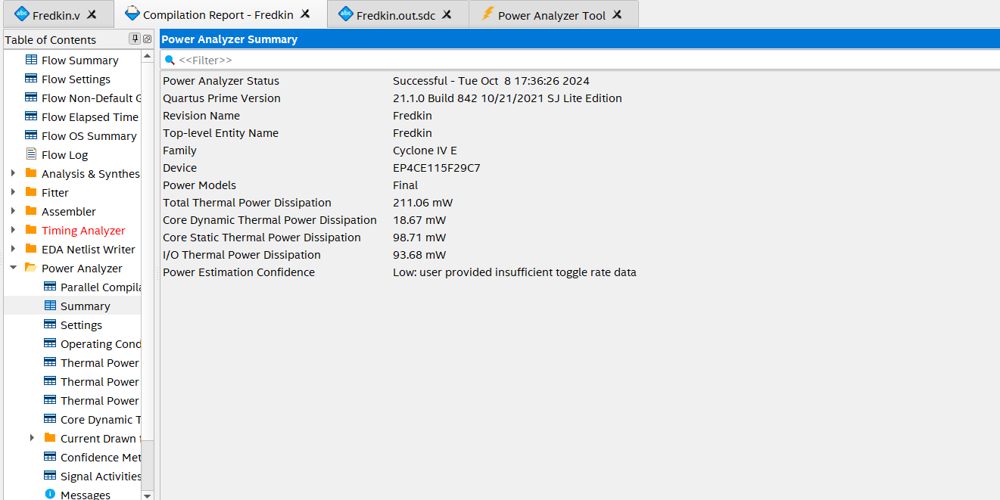 Fredkin.v
Compilation Report - Fredkin
Fredkin.out.sdc
Power Analyzer Tool
Table of Contents
Flow Summary
Flow Settings
Flow Non-Default G
Flow Elapsed Time
Flow OS Summary
Flow Log
Analysis & Synthes
Fitter
Assembler
Timing Analyzer
EDA Netlist Writer
Power Analyzer
Parallel Compila
Summary
Settings
Operating Cond
Thermal Power
Thermal Power
Thermal Power
Core Dynamic T
Current Drawn f
Confidence Met
Signal Activities
Messages
Power Analyzer Summary
<<Filter>>
Power Analyzer Status Successful - Tue Oct 8 17:36:26 2024
Quartus Prime Version 21.1.0 Build 842 10/21/2021 SJ Lite Edition
Revision Name Fredkin
Top-level Entity Name Fredkin
Family Cyclone IV E
Device EP4CE115F29C7
Power Models Final
Total Thermal Power Dissipation 211.06 mW
Core Dynamic Thermal Power Dissipation 18.67 mW
Core Static Thermal Power Dissipation 98.71 mW
I/O Thermal Power Dissipation 93.68 mW
Power Estimation Confidence Low: user provided insufficient toggle rate data